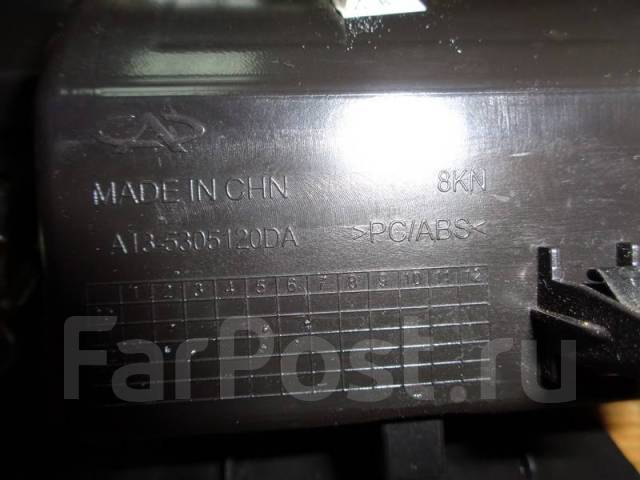 MADE IN CHN 8KN
A13-5305120DA >PC/ABS<
1 2 3 4 5 6 7 8 9 10 11 12
FarPost.ru